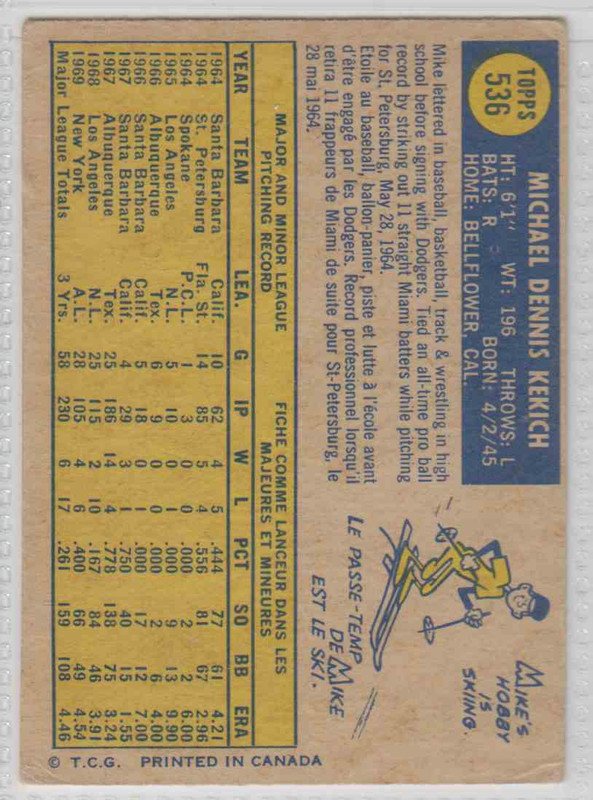 TOPPS
536
MICHAEL DENNIS KEKICH
HT: 6'1" WT: 196 THROWS: L
BATS: R BORN: 4/2/45
HOME: BELLFLOWER, CAL.
Mike lettered in baseball, basketball, track & wrestling in high
school before signing with Dodgers. Tied an all-time pro ball
record by striking out 11 straight Miami batters while pitching
for St. Petersburg, May 28, 1964.
Etoile au baseball, ballon-panier, piste et lutte à l'école avant
d'être engagé par les Dodgers. Record professionnel lorsqu'il
retira 11 frappeurs de Miami de suite pour St-Petersburg, le
28 mai 1964.
MIKE'S
HOBBY
IS
SKIING.
LE PASSE-TEMP
DE MIKE
EST LE SKI.
MAJOR AND MINOR LEAGUE FICHE COMME LANCEUR DANS LES
PITCHING RECORD MAJEURES ET MINEURES
YEAR TEAM LEA. G IP W L PCT SO BB ERA
1964 Santa Barbara Calif. 10 62 4 5 .444 77 61 4.21
1964 St. Petersburg Fla. St. 14 85 5 4 .556 81 67 2.96
1964 Spokane P.C.L. 1 3 0 0 .000 2 2 6.00
1965 Los Angeles N.L. 5 10 0 1 .000 9 13 9.90
1966 Albuquerque Tex. 6 9 0 2 .000 2 6 4.00
1966 Santa Barbara Calif. 5 18 0 1 .000 17 12 7.00
1967 Santa Barbara Calif. 4 29 3 1 .750 40 15 1.55
1967 Albuquerque Tex. 25 186 14 4 .778 138 75 3.24
1968 Los Angeles N.L. 25 115 2 10 .167 84 46 3.91
1969 New York A.L. 28 105 4 6 .400 66 49 4.54
Major League Totals 3 Yrs. 58 230 6 17 .261 159 108 4.46
© T.C.G. PRINTED IN CANADA